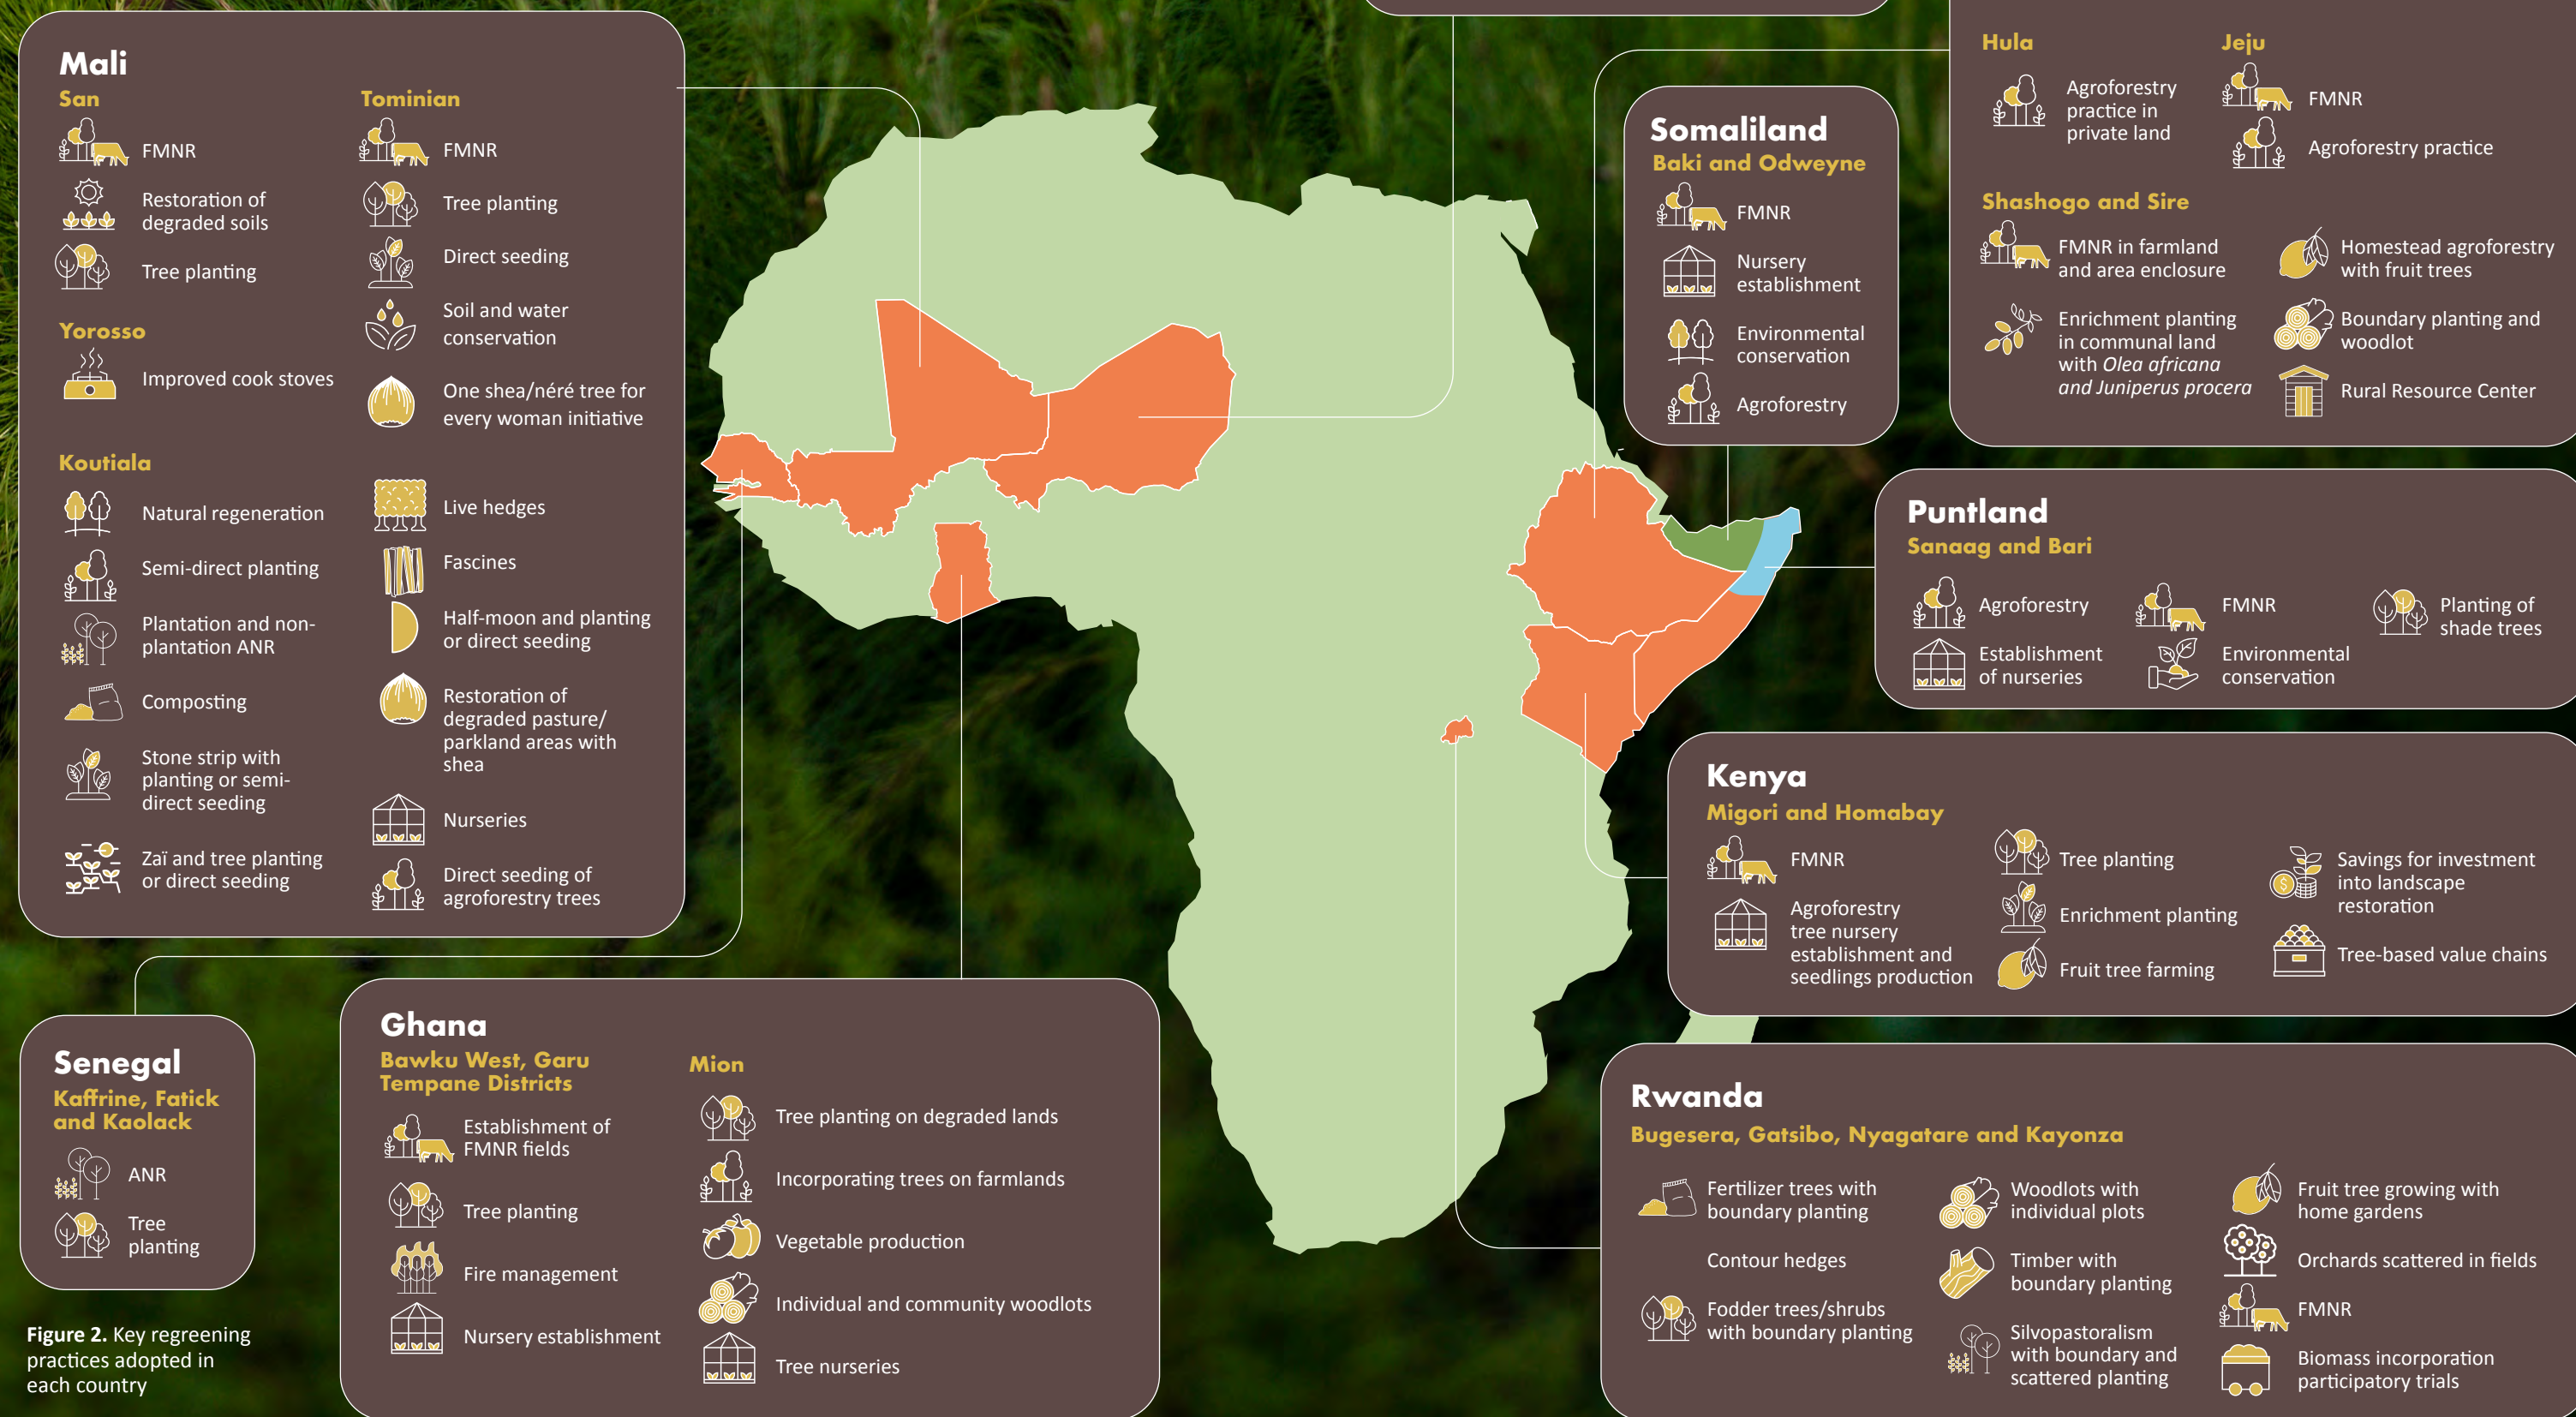 Mali
San
FMNR
Restoration of
degraded soils
Tree planting
Yorosso
Improved cook stoves
Tominian
FMNR
Tree planting
Direct seeding
Soil and water
conservation
One shea/néré tree for
every woman initiative
Koutiala
Natural regeneration
Semi-direct planting
Plantation and non-
plantation ANR
Composting
Stone strip with
planting or semi-
direct seeding
Zaï and tree planting
or direct seeding
Live hedges
Fascines
Half-moon and planting
or direct seeding
Restoration of
degraded pasture/
parkland areas with
shea
Nurseries
Direct seeding of
agroforestry trees
Somaliland
Baki and Odweyne
FMNR
Nursery
establishment
Environmental
conservation
Agroforestry
Hula
Agroforestry
practice in
private land
Jeju
FMNR
Agroforestry practice
Shashogo and Sire
FMNR in farmland
and area enclosure
Enrichment planting
in communal land
with Olea africana
and Juniperus procera
Homestead agroforestry
with fruit trees
Boundary planting and
woodlot
Rural Resource Center
Puntland
Sanaag and Bari
Agroforestry
Establishment
of nurseries
FMNR
Environmental
conservation
Planting of
shade trees
Kenya
Migori and Homabay
FMNR
Agroforestry
tree nursery
establishment and
seedlings production
Tree planting
Enrichment planting
Fruit tree farming
Savings for investment
into landscape
restoration
Tree-based value chains
Senegal
Kaffrine, Fatick
and Kaolack
ANR
Tree
planting
Ghana
Bawku West, Garu
Tempane Districts
Establishment of
FMNR fields
Tree planting
Fire management
Nursery establishment
Mion
Tree planting on degraded lands
Incorporating trees on farmlands
Vegetable production
Individual and community woodlots
Tree nurseries
Rwanda
Bugesera, Gatsibo, Nyagatare and Kayonza
Fertilizer trees with
boundary planting
Contour hedges
Fodder trees/shrubs
with boundary planting
Woodlots with
individual plots
Timber with
boundary planting
Silvopastoralism
with boundary and
scattered planting
Fruit tree growing with
home gardens
Orchards scattered in fields
FMNR
Biomass incorporation
participatory trials
Figure 2. Key regreening
practices adopted in
each country